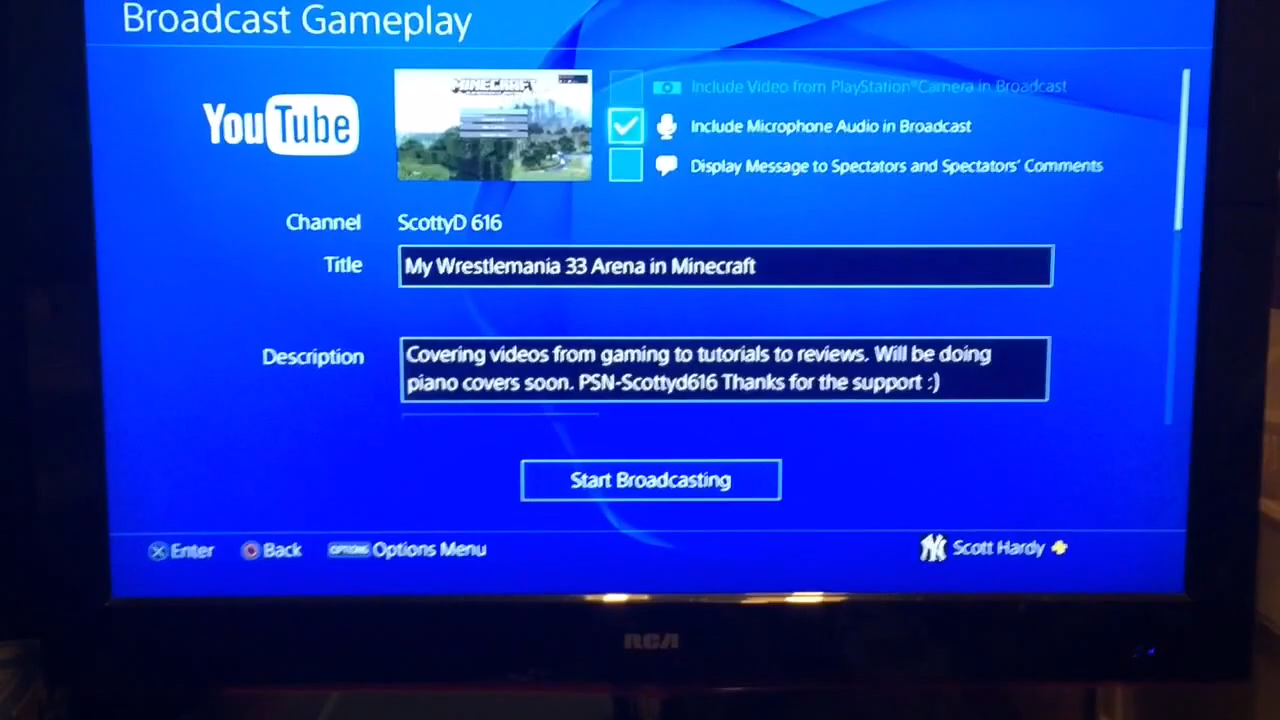 Broadcast Gameplay
YouTube
MINECRAFT
Include Video from PlayStation®Camera in Broadcast
Include Microphone Audio in Broadcast
Display Message to Spectators and Spectators' Comments
Channel ScottyD 616
Title My Wrestlemania 33 Arena in Minecraft
Description Covering videos from gaming to tutorials to reviews. Will be doing
piano covers soon. PSN-Scottyd616 Thanks for the support :)
Start Broadcasting
Enter Back OPTIONS Options Menu NY Scott Hardy
RCA